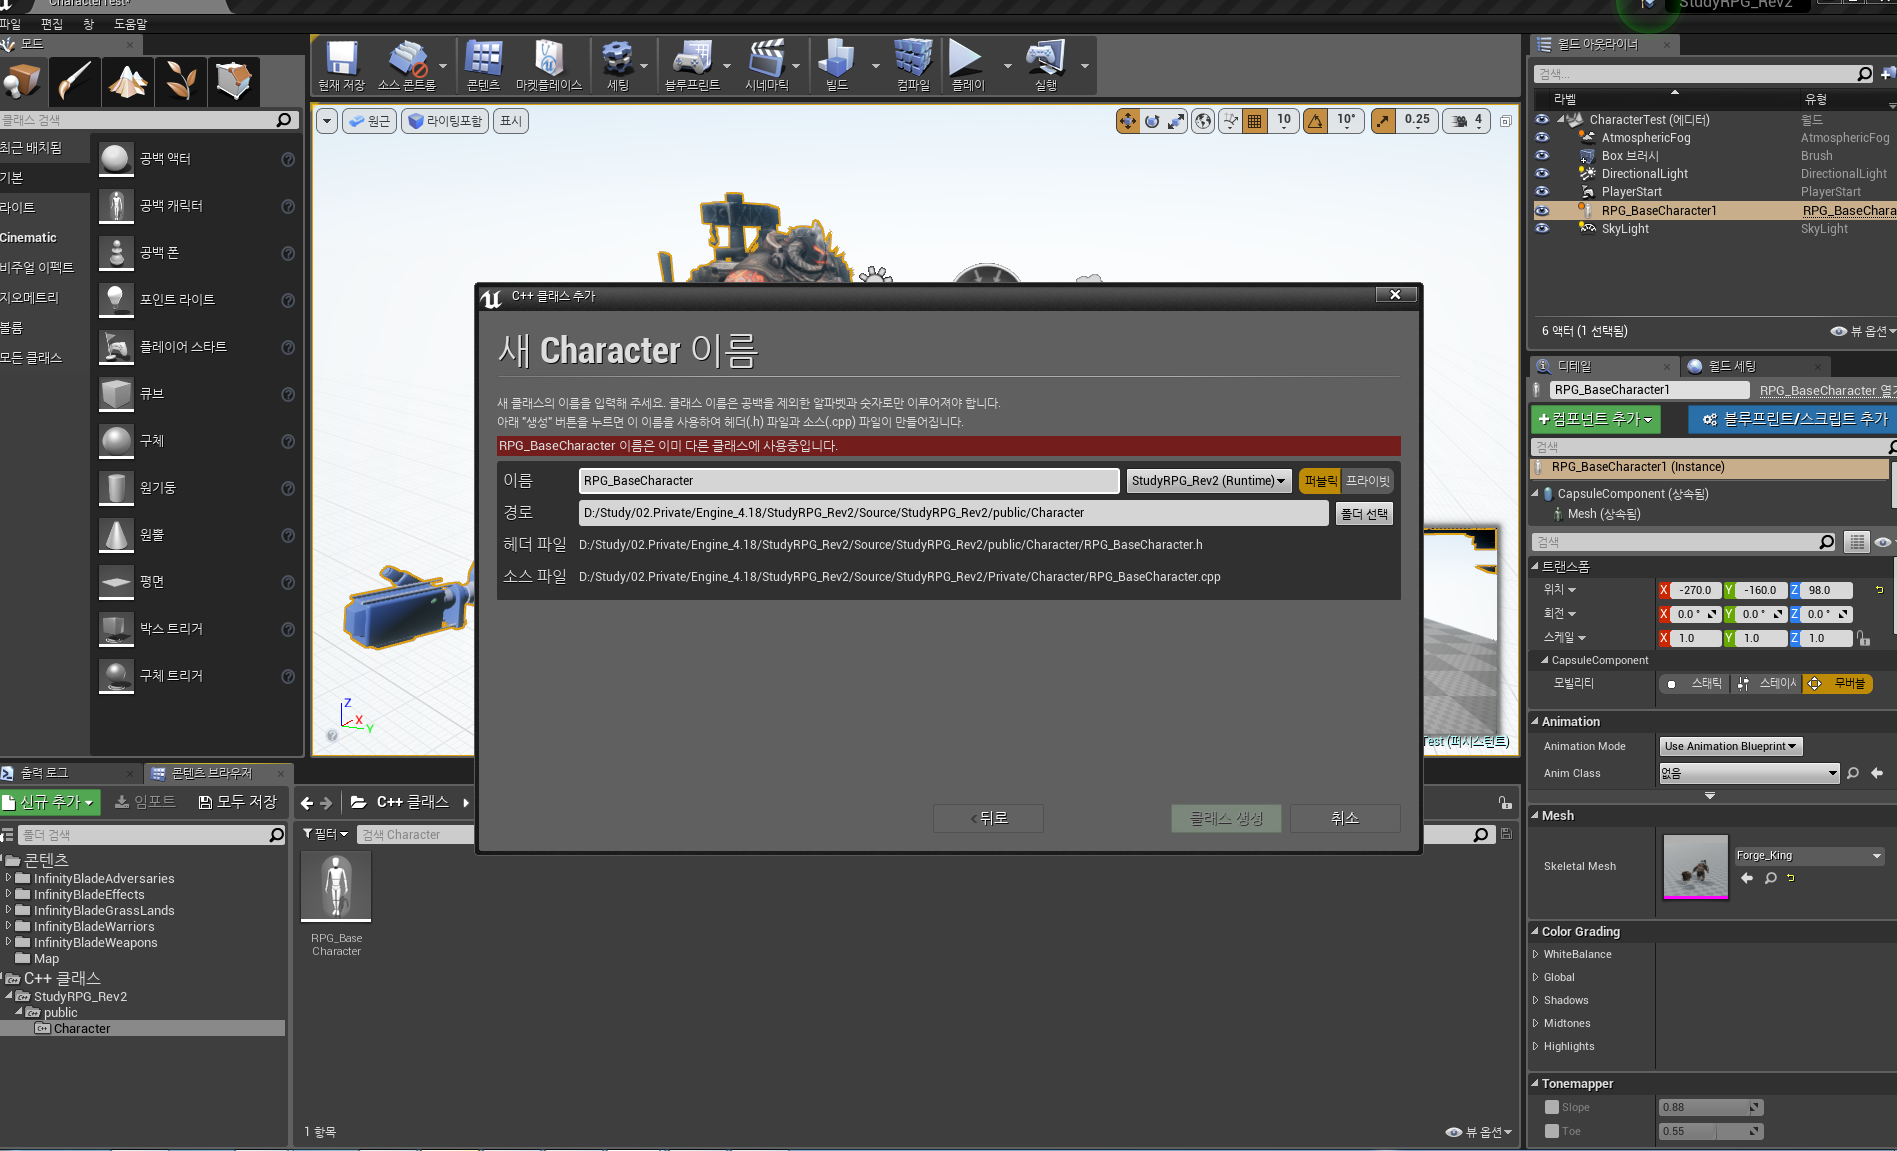 CharacterTest*
StudyRPG_Rev2
파일 편집 창 도움말
모드
현재 저장 소스 콘트롤 콘텐츠 마켓플레이스 세팅 블루프린트 시네마틱 빌드 컴파일 플레이 실행
클래스 검색
최근 배치됨
기본
라이트
Cinematic
비주얼 이펙트
지오메트리
볼륨
모든 클래스
공백 액터
공백 캐릭터
공백 폰
포인트 라이트
플레이어 스타트
큐브
구체
원기둥
원뿔
평면
박스 트리거
구체 트리거
원근 라이팅포함 표시
10 10° 0.25 4
Z
X
Y
Test (퍼시스턴트)
C++ 클래스 추가
새 Character 이름
새 클래스의 이름을 입력해 주세요. 클래스 이름은 공백을 제외한 알파벳과 숫자로만 이루어져야 합니다.
아래 "생성" 버튼을 누르면 이 이름을 사용하여 헤더(.h) 파일과 소스(.cpp) 파일이 만들어집니다.
RPG_BaseCharacter 이름은 이미 다른 클래스에 사용중입니다.
이름 RPG_BaseCharacter StudyRPG_Rev2 (Runtime) 퍼블릭 프라이빗
경로 D:/Study/02.Private/Engine_4.18/StudyRPG_Rev2/Source/StudyRPG_Rev2/public/Character 폴더 선택
헤더 파일 D:/Study/02.Private/Engine_4.18/StudyRPG_Rev2/Source/StudyRPG_Rev2/public/Character/RPG_BaseCharacter.h
소스 파일 D:/Study/02.Private/Engine_4.18/StudyRPG_Rev2/Source/StudyRPG_Rev2/Private/Character/RPG_BaseCharacter.cpp
<뒤로 클래스 생성 취소
출력 로그 콘텐츠 브라우저
신규 추가 임포트 모두 저장 C++ 클래스
폴더 검색
필터 검색 Character
콘텐츠
InfinityBladeAdversaries
InfinityBladeEffects
InfinityBladeGrassLands
InfinityBladeWarriors
InfinityBladeWeapons
Map
C++ 클래스
StudyRPG_Rev2
public
Character
RPG_Base
Character
1 항목
뷰 옵션
월드 아웃라이너
검색...
라벨 유형
CharacterTest (에디터) 월드
AtmosphericFog AtmosphericFog
Box 브러시 Brush
DirectionalLight DirectionalLight
PlayerStart PlayerStart
RPG_BaseCharacter1 RPG_BaseChara
SkyLight SkyLight
6 액터 (1 선택됨) 뷰 옵션
디테일 월드 세팅
RPG_BaseCharacter1 RPG_BaseCharacter 열기
+컴포넌트 추가 블루프린트/스크립트 추가
검색
RPG_BaseCharacter1 (Instance)
CapsuleComponent (상속됨)
Mesh (상속됨)
검색
트랜스폼
위치 X -270.0 Y -160.0 Z 98.0
회전 X 0.0 ° Y 0.0 ° Z 0.0 °
스케일 X 1.0 Y 1.0 Z 1.0
CapsuleComponent
모빌리티 스태틱 스테이셔 무버블
Animation
Animation Mode Use Animation Blueprint
Anim Class 없음
Mesh
Skeletal Mesh Forge_King
Color Grading
WhiteBalance
Global
Shadows
Midtones
Highlights
Tonemapper
Slope 0.88
Toe 0.55